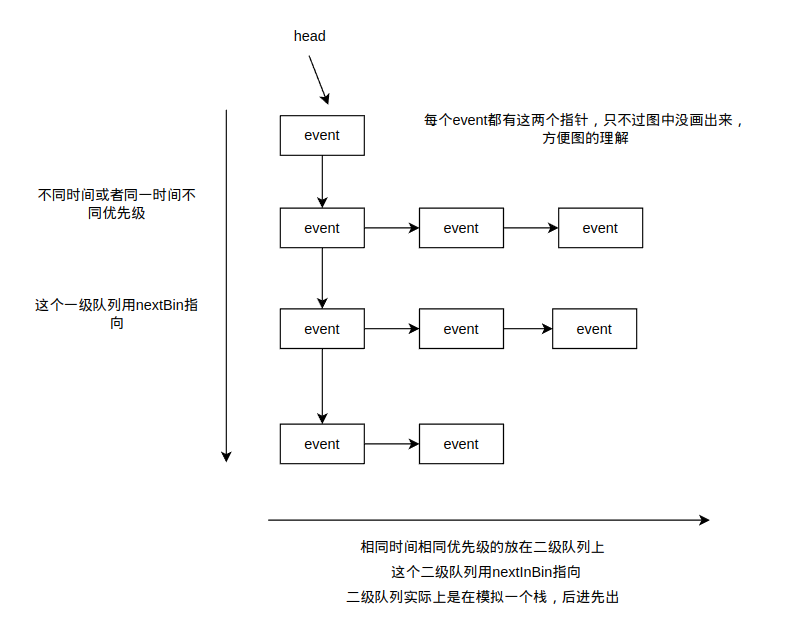 head
每个event都有这两个指针，只不过图中没画出来，
方便图的理解
event
不同时间或者同一时间不
同优先级
event event event
这个一级队列用nextBin指
向
event event event
event event
相同时间相同优先级的放在二级队列上
这个二级队列用nextInBin指向
二级队列实际上是在模拟一个栈，后进先出